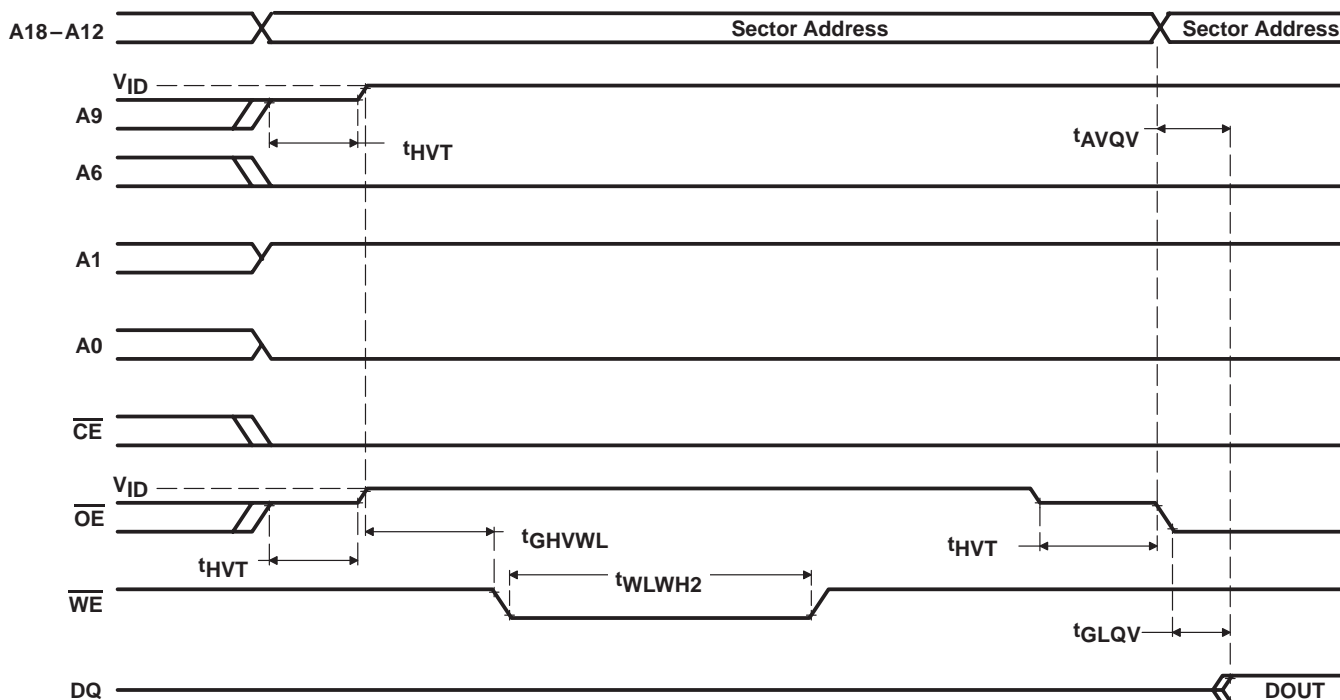 A18–A12 Sector Address Sector Address
VID
A9
tHVT
tAVQV
A6
A1
A0
CE
VID
OE
tGHVWL
tHVT
tHVT
tWLWH2
WE
tGLQV
DQ DOUT